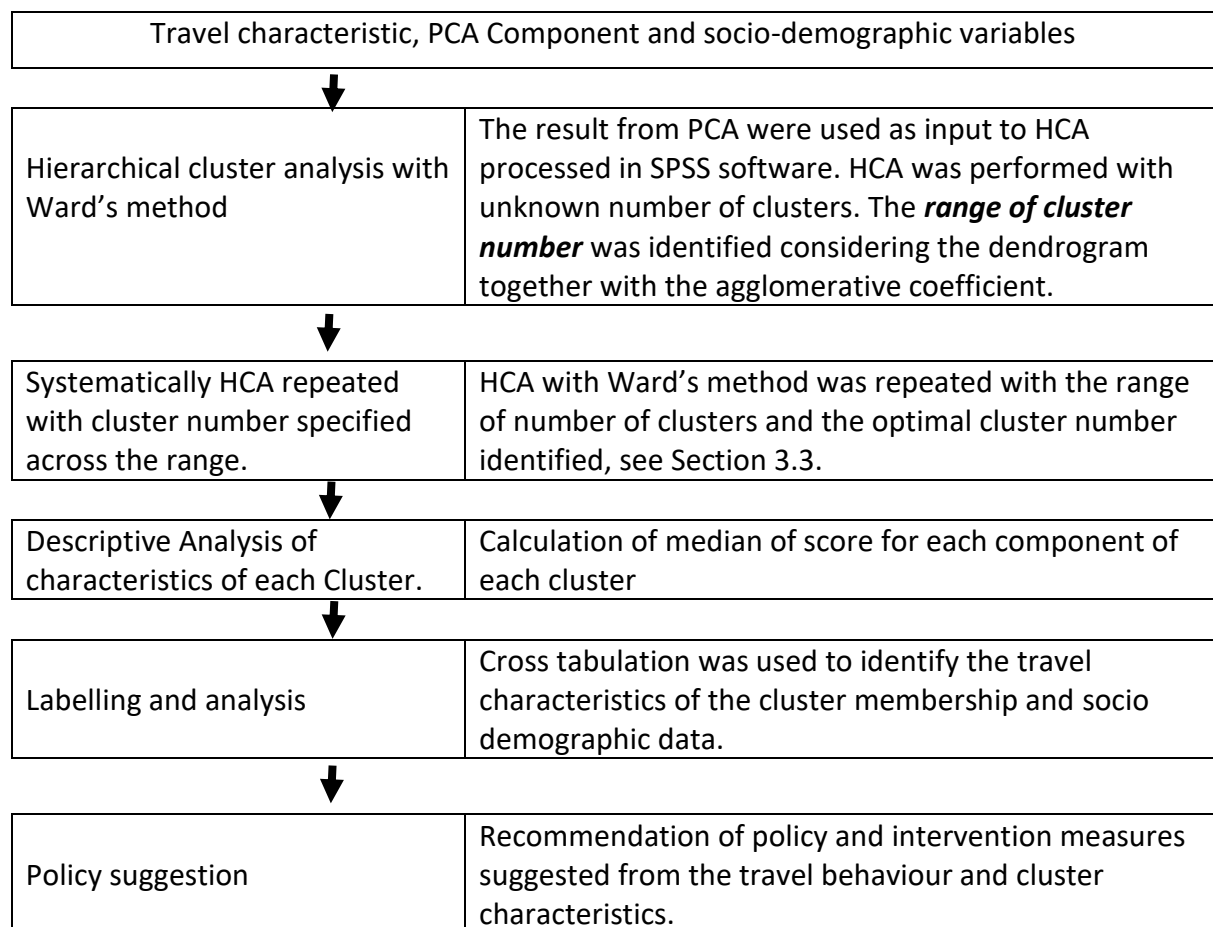 Travel characteristic, PCA Component and socio-demographic variables
Hierarchical cluster analysis with
Ward's method
The result from PCA were used as input to HCA
processed in SPSS software. HCA was performed with
unknown number of clusters. The range of cluster
number was identified considering the dendrogram
together with the agglomerative coefficient.
Systematically HCA repeated
with cluster number specified
across the range.
HCA with Ward's method was repeated with the range
of number of clusters and the optimal cluster number
identified, see Section 3.3.
Descriptive Analysis of
characteristics of each Cluster.
Calculation of median of score for each component of
each cluster
Labelling and analysis
Cross tabulation was used to identify the travel
characteristics of the cluster membership and socio
demographic data.
Policy suggestion
Recommendation of policy and intervention measures
suggested from the travel behaviour and cluster
characteristics.